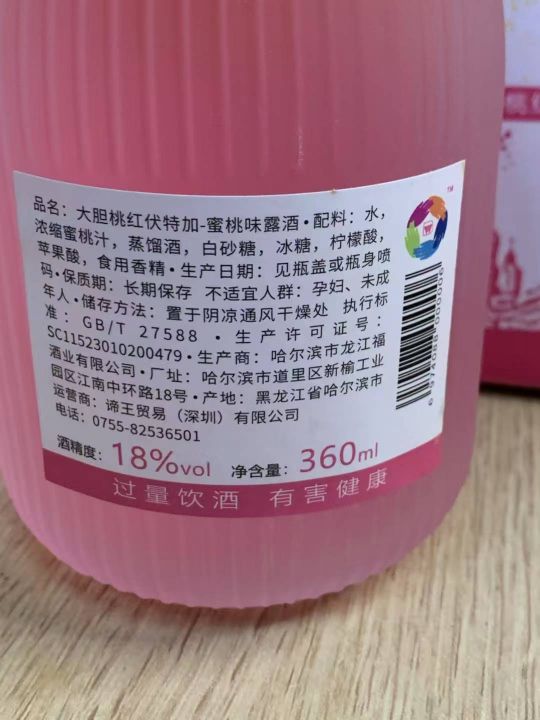 品名：大胆桃红伏特加-蜜桃味露酒·配料：水，
浓缩蜜桃汁，蒸馏酒，白砂糖，冰糖，柠檬酸，
苹果酸，食用香精·生产日期：见瓶盖或瓶身喷
码·保质期：长期保存 不适宜人群：孕妇、未成
年人·储存方法：置于阴凉通风干燥处 执行标
准：GB/T 27588·生产许可证号：
SC11523010200479·生产商：哈尔滨市龙江福
酒业有限公司·厂址：哈尔滨市道里区新榆工业
园区江南中环路18号·产地：黑龙江省哈尔滨市
运营商：谛王贸易（深圳）有限公司
电话：0755-82536501
酒精度：18%vol 净含量：360ml
过量饮酒 有害健康
TM
6 974088 000006
桃